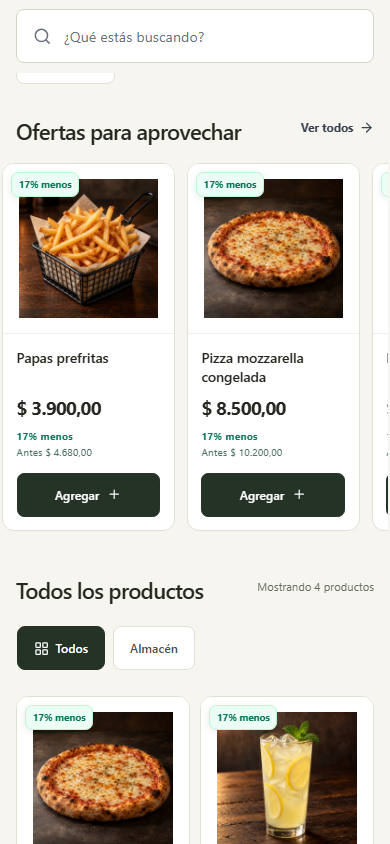 ¿Qué estás buscando?
Ofertas para aprovechar
Ver todos
17% menos
17% menos
Papas prefritas
Pizza mozzarella
congelada
$ 3.900,00
$ 8.500,00
17% menos
17% menos
Antes $ 4.680,00
Antes $ 10.200,00
Agregar +
Agregar +
Todos los productos
Mostrando 4 productos
Todos
Almacén
17% menos
17% menos